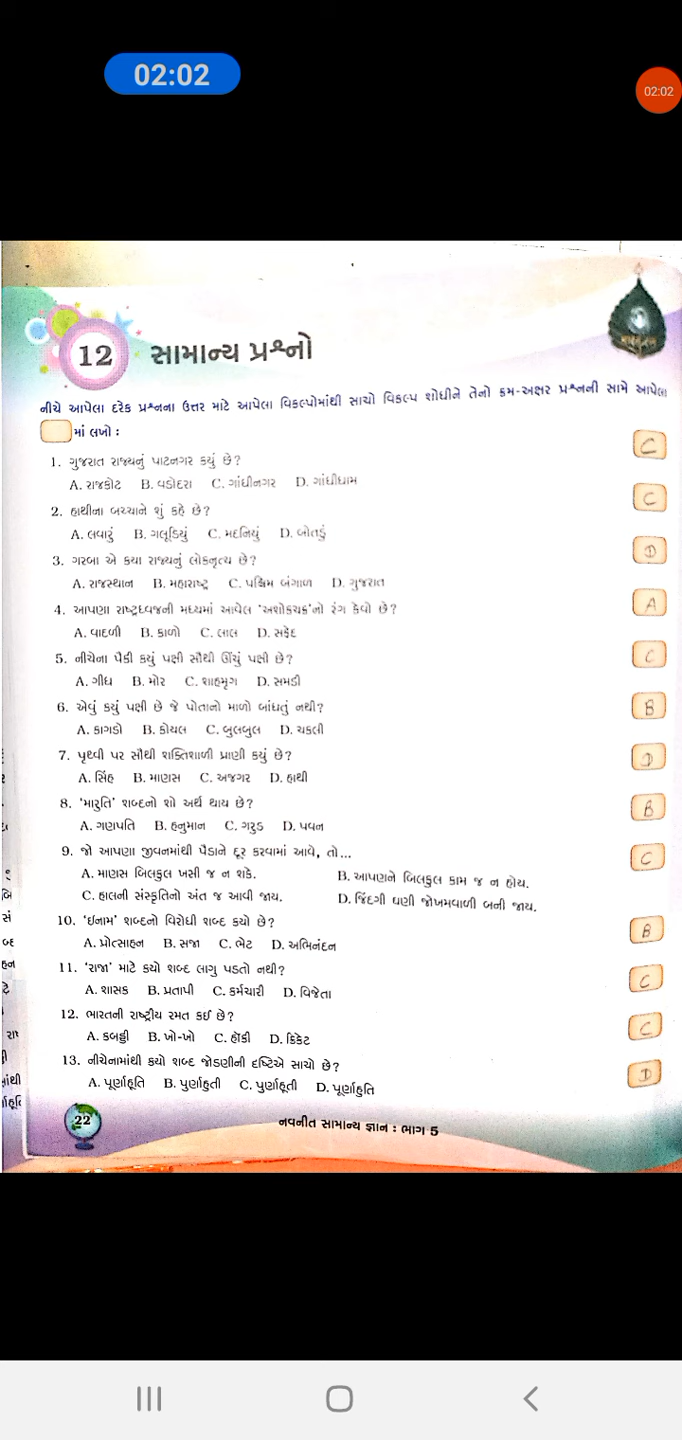 02:02
02:02
12 સામાન્ય પ્રશ્નો
નીચે આપેલા દરેક પ્રશ્નના ઉત્તર માટે આપેલા વિકલ્પોમાંથી સાચો વિકલ્પ શોધીને તેનો ક્રમ-અક્ષર પ્રશ્નની સામે આપેલા
માં લખો :
1. ગુજરાત રાજ્યનું પાટનગર કયું છે? C
A. રાજકોટ B. વડોદરા C. ગાંધીનગર D. ગાંધીધામ
2. હાથીના બચ્ચાને શું કહે છે? C
A. લવારું B. ગલૂડિયું C. મદનિયું D. બોતડું
3. ગરબા એ કયા રાજ્યનું લોકનૃત્ય છે? D
A. રાજસ્થાન B. મહારાષ્ટ્ર C. પશ્ચિમ બંગાળ D. ગુજરાત
4. આપણા રાષ્ટ્રધ્વજની મધ્યમાં આવેલ ‘અશોકચક્ર’નો રંગ કેવો છે? A
A. વાદળી B. કાળો C. લાલ D. સફેદ
5. નીચેના પૈકી કયું પક્ષી સૌથી ઊંચું પક્ષી છે? C
A. ગીધ B. મોર C. શાહમૃગ D. સમડી
6. એવું કયું પક્ષી છે જે પોતાનો માળો બાંધતું નથી? B
A. કાગડો B. કોયલ C. બુલબુલ D. ચકલી
7. પૃથ્વી પર સૌથી શક્તિશાળી પ્રાણી કયું છે? D
A. સિંહ B. માણસ C. અજગર D. હાથી
8. ‘મારુતિ’ શબ્દનો શો અર્થ થાય છે? B
A. ગણપતિ B. હનુમાન C. ગરુડ D. પવન
9. જો આપણા જીવનમાંથી પૈડાને દૂર કરવામાં આવે, તો... C
A. માણસ બિલકુલ ખસી જ ન શકે. B. આપણને બિલકુલ કામ જ ન હોય.
C. હાલની સંસ્કૃતિનો અંત જ આવી જાય. D. જિંદગી ઘણી જોખમવાળી બની જાય.
10. ‘ઇનામ’ શબ્દનો વિરોધી શબ્દ કયો છે? B
A. પ્રોત્સાહન B. સજા C. ભેટ D. અભિનંદન
11. ‘રાજા’ માટે કયો શબ્દ લાગુ પડતો નથી? C
A. શાસક B. પ્રતાપી C. કર્મચારી D. વિજેતા
12. ભારતની રાષ્ટ્રીય રમત કઈ છે? C
A. કબડ્ડી B. ખો-ખો C. હૉકી D. ક્રિકેટ
13. નીચેનામાંથી કયો શબ્દ જોડણીની દૃષ્ટિએ સાચો છે? D
A. પૂર્ણાહૂતિ B. પુર્ણાહુતી C. પુર્ણાહૂતી D. પૂર્ણાહુતિ
22 નવનીત સામાન્ય જ્ઞાન : ભાગ 5